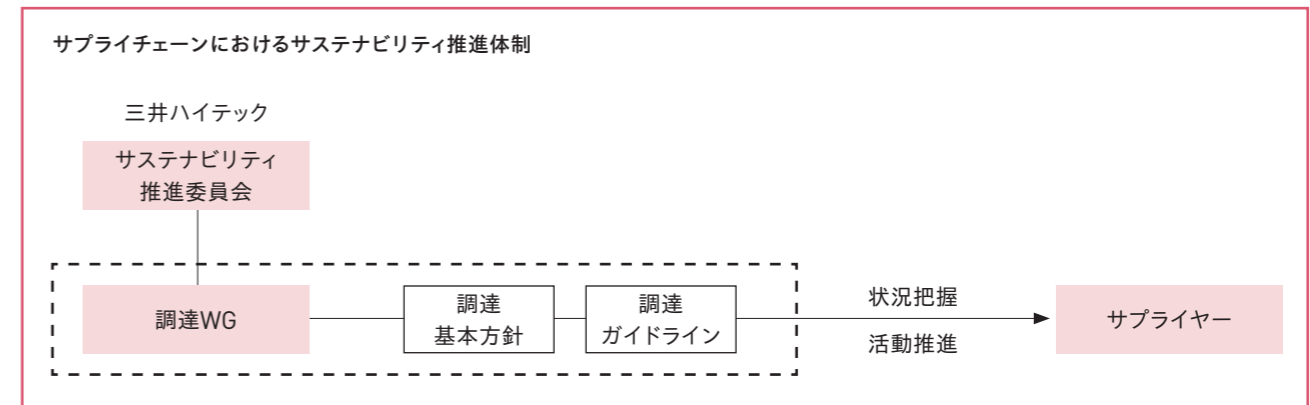 サプライチェーンにおけるサステナビリティ推進体制
三井ハイテック
サステナビリティ
推進委員会
調達WG
調達
基本方針
調達
ガイドライン
状況把握
活動推進
サプライヤー